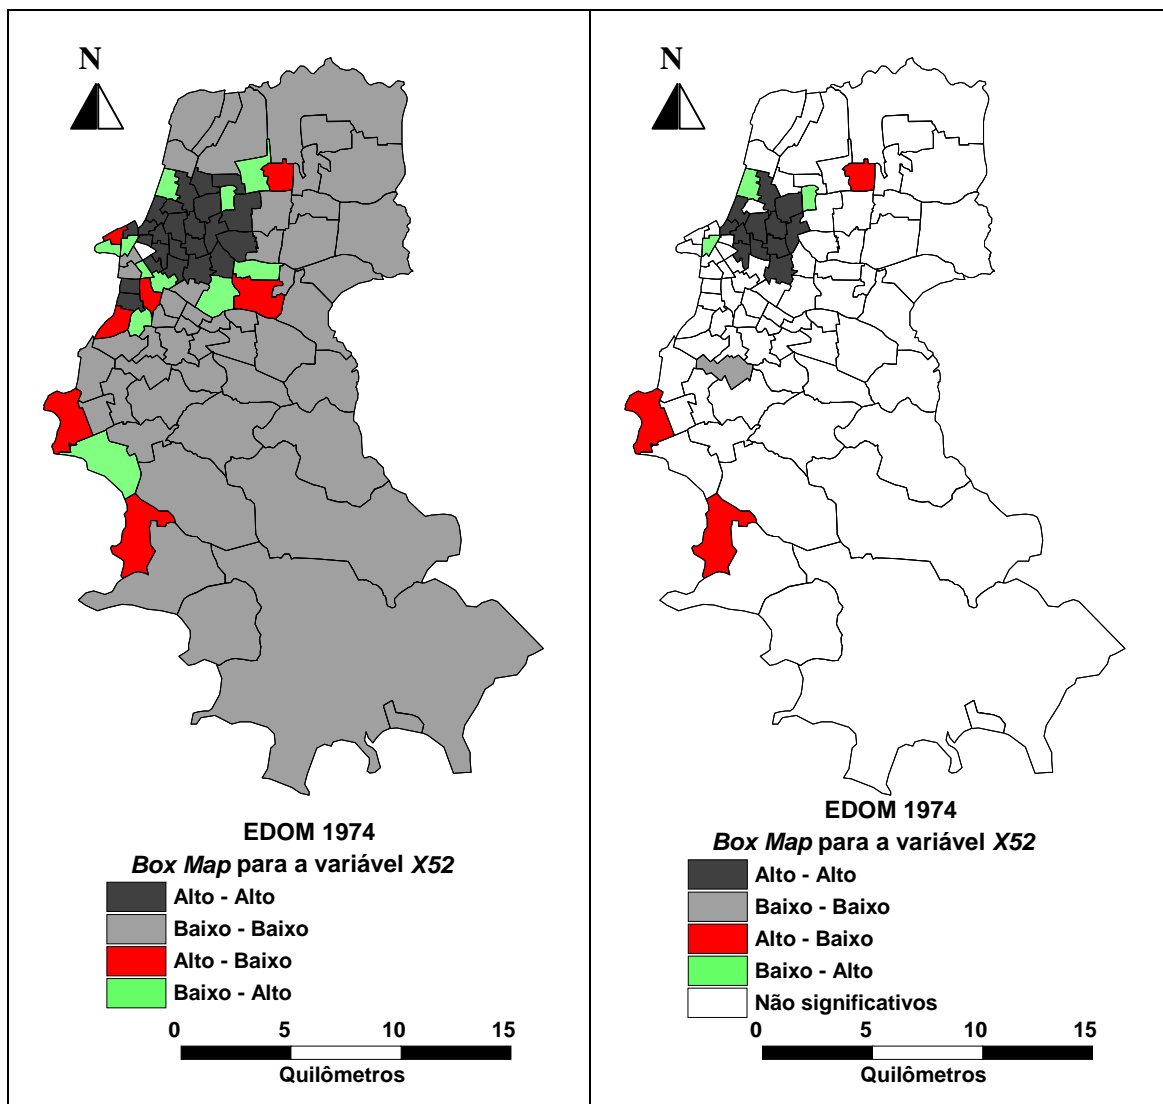 N
EDOM 1974
Box Map para a variável X52
Alto - Alto
Baixo - Baixo
Alto - Baixo
Baixo - Alto
0 5 10 15
Quilômetros
N
EDOM 1974
Box Map para a variável X52
Alto - Alto
Baixo - Baixo
Alto - Baixo
Baixo - Alto
Não significativos
0 5 10 15
Quilômetros